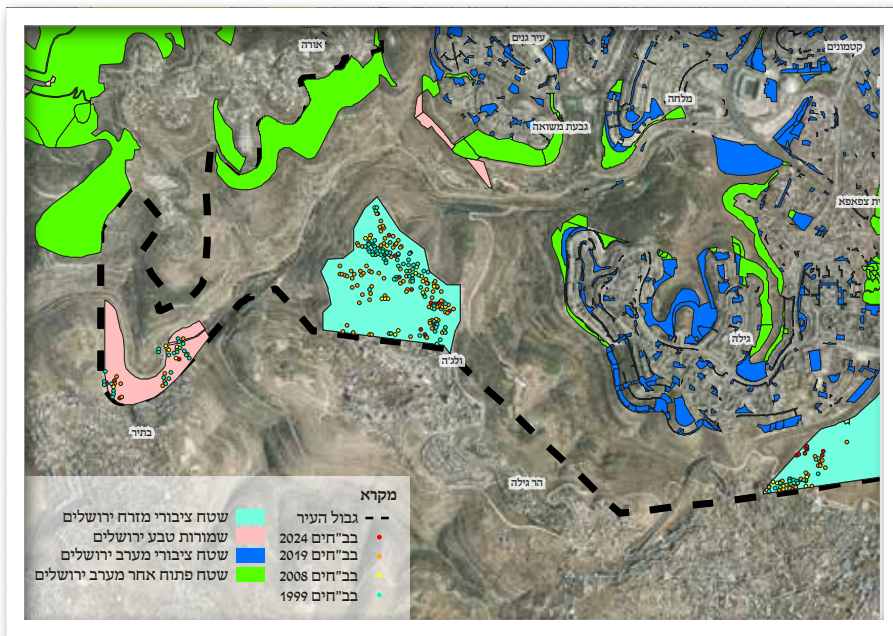 אורה
עיר גנים
קטמונים
מלחה
גבעת משואה
ית צפאפא
גילה
ולג'ה
בתיר
הר גילה
מקרא
גבול העיר
בב"חים 2024
בב"חים 2019
בב"חים 2008
בב"חים 1999
שטח ציבורי מזרח ירושלים
שמורות טבע ירושלים
שטח ציבורי מערב ירושלים
שטח פתוח אחר מערב ירושלים